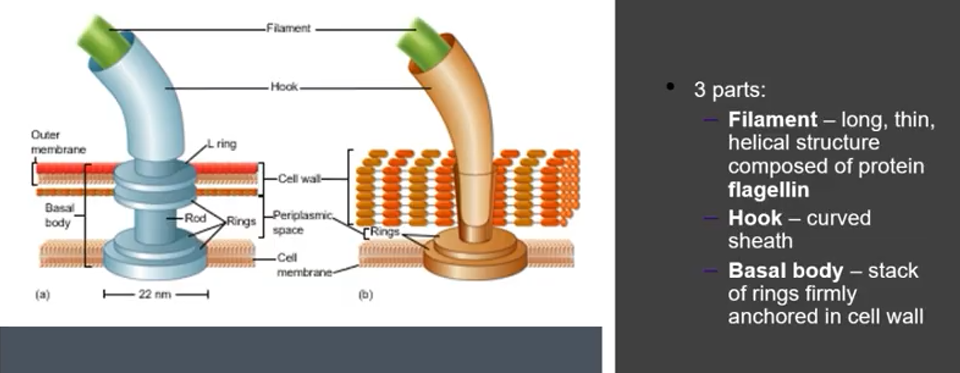 Filament
Hook
Outer
membrane
L ring
Cell wall
Basal
body
Rod
Rings
Periplasmic
space
Rings
Cell
membrane
(a)
22 nm
(b)
• 3 parts:
– Filament – long, thin,
helical structure
composed of protein
flagellin
– Hook – curved
sheath
– Basal body – stack
of rings firmly
anchored in cell wall